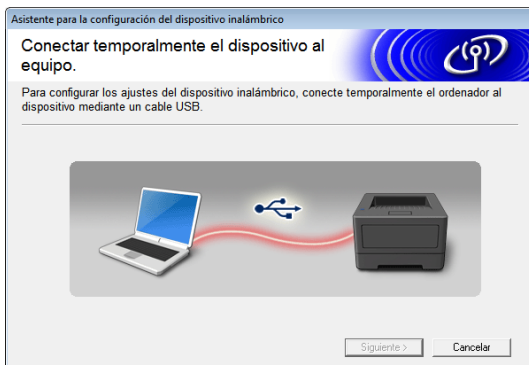 Asistente para la configuración del dispositivo inalámbrico
Conectar temporalmente el dispositivo al
equipo.
Para configurar los ajustes del dispositivo inalámbrico, conecte temporalmente el ordenador al
dispositivo mediante un cable USB.
Siguiente >
Cancelar